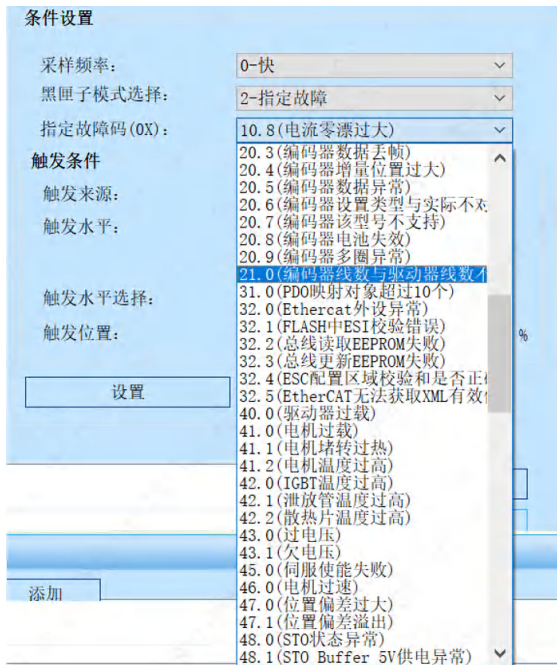 条件设置
采样频率:
0-快
黑匣子模式选择:
2-指定故障
指定故障码(0X):
10.8(电流零漂过大)
触发条件
触发来源:
触发水平:
触发水平选择:
触发位置:
%
设置
添加
20.3(编码器数据丢帧)
20.4(编码器增量位置过大)
20.5(编码器数据异常)
20.6(编码器设置类型与实际不对
20.7(编码器该型号不支持)
20.8(编码器电池失效)
20.9(编码器多圈异常)
21.0(编码器线数与驱动器线数不
31.0(PDO映射对象超过10个)
32.0(Ethercat外设异常)
32.1(FLASH中ESI校验错误)
32.2(总线读取EEPROM失败)
32.3(总线更新EEPROM失败)
32.4(ESC配置区域校验和是否正确
32.5(EtherCAT无法获取XML有效
40.0(驱动器过载)
41.0(电机过载)
41.1(电机堵转过热)
41.2(电机温度过高)
42.0(IGBT温度过高)
42.1(泄放管温度过高)
42.2(散热片温度过高)
43.0(过电压)
43.1(欠电压)
45.0(伺服使能失败)
46.0(电机过速)
47.0(位置偏差过大)
47.1(位置偏差溢出)
48.0(STO状态异常)
48.1(STO Buffer 5V供电异常)